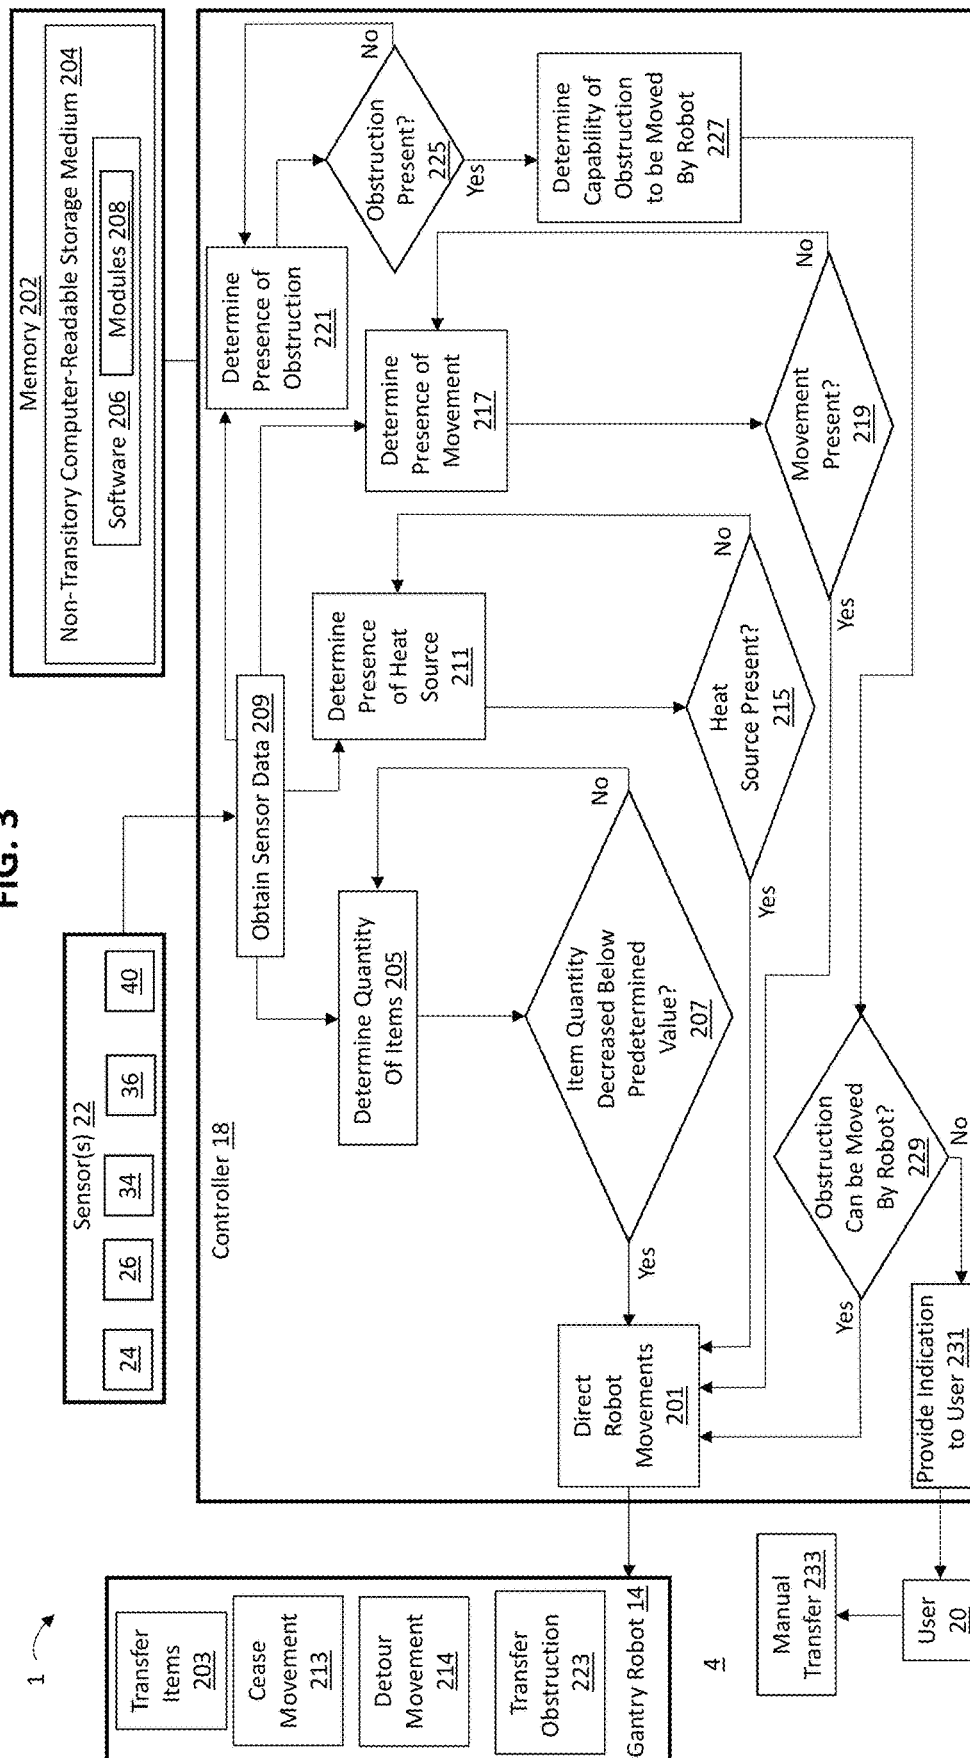 FIG. 3
1
Memory 202
Non-Transitory Computer-Readable Storage Medium 204
Software 206
Modules 208
Sensor(s) 22
24
26
34
36
40
Controller 18
Obtain Sensor Data 209
Determine Quantity
Of Items 205
Item Quantity
Decreased Below
Predetermined
Value?
207
No
Yes
Determine
Presence
of Heat
Source
211
Heat
Source Present?
215
No
Yes
Determine
Presence of
Movement
217
Movement
Present?
219
No
Yes
Determine
Presence of
Obstruction
221
Obstruction
Present?
225
No
Yes
Determine
Capability of
Obstruction
to be Moved
By Robot
227
Obstruction
Can be Moved
By Robot?
229
Yes
No
Direct
Robot
Movements
201
Provide Indication
to User 231
Transfer
Items
203
Cease
Movement
213
Detour
Movement
214
Transfer
Obstruction
223
Gantry Robot 14
4
Manual
Transfer 233
User
20